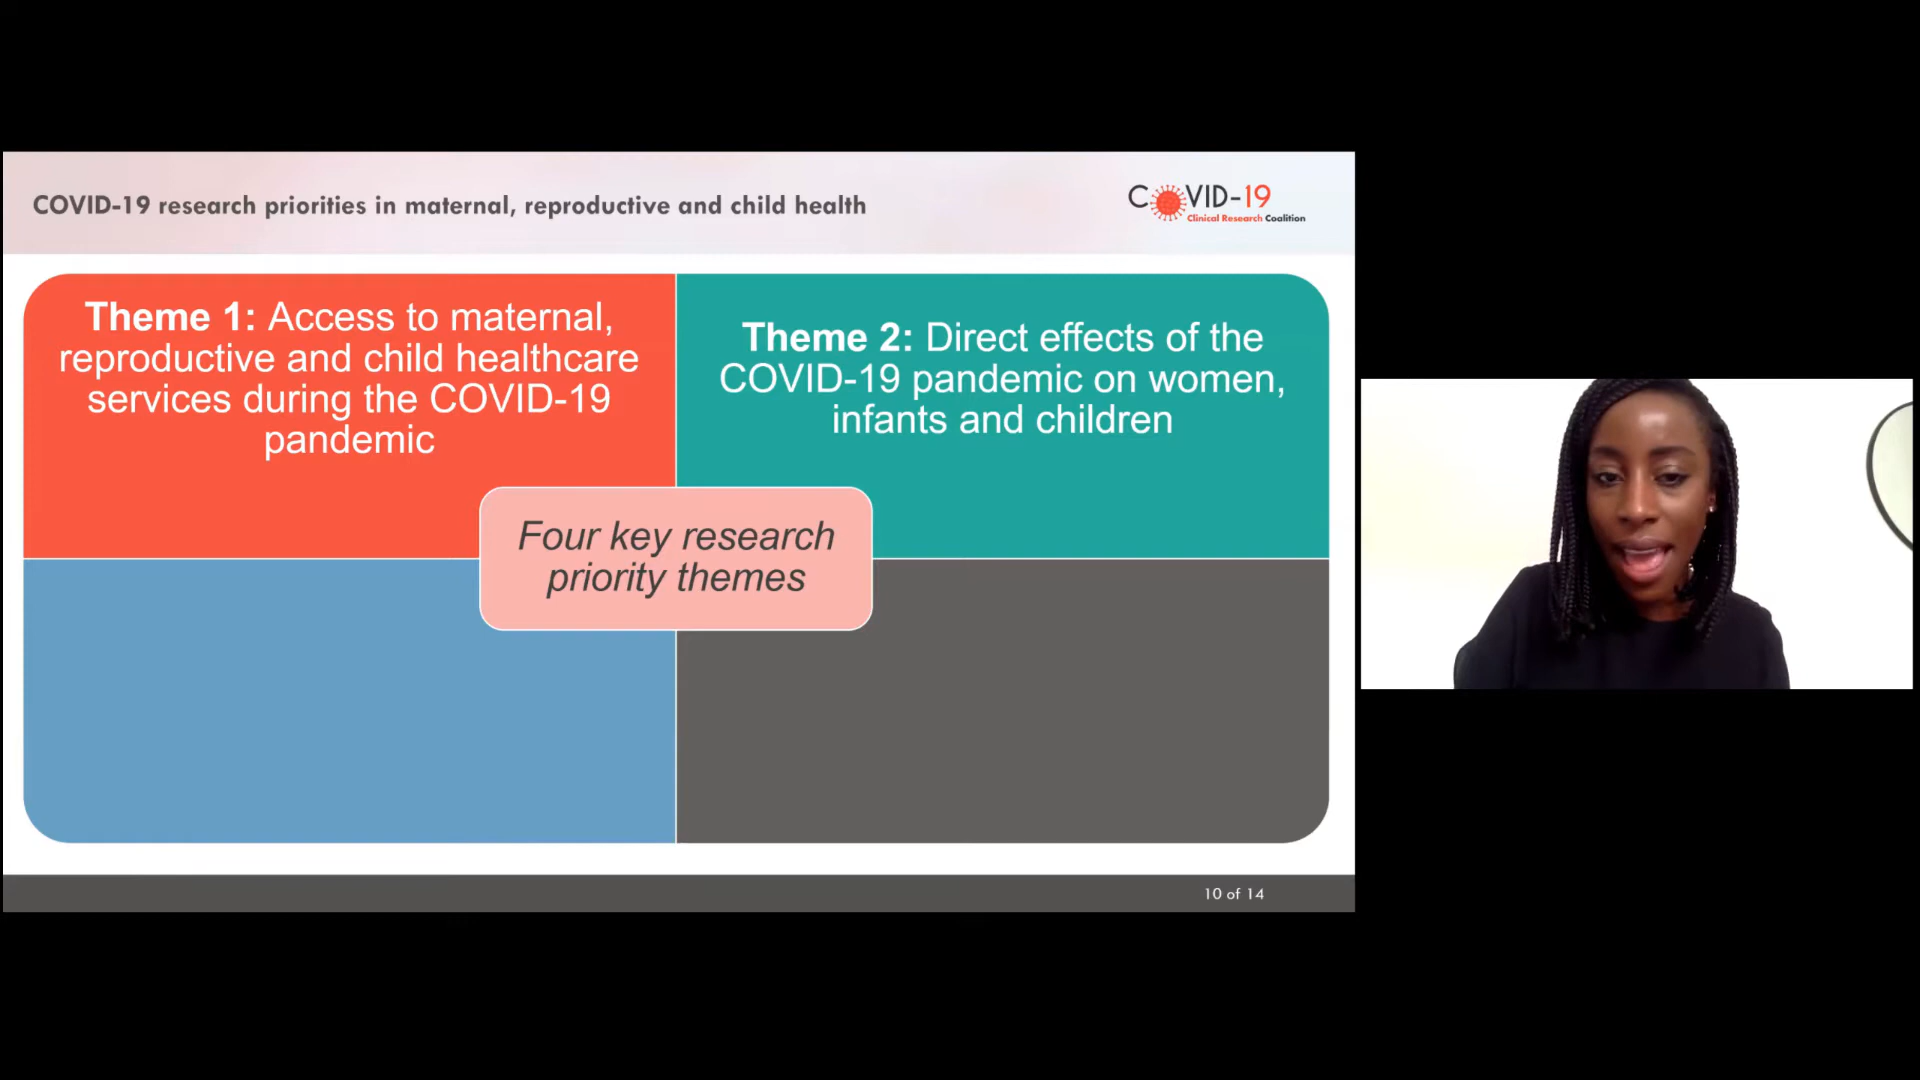 COVID-19 research priorities in maternal, reproductive and child health
COVID-19
Clinical Research Coalition
Theme 1: Access to maternal,
reproductive and child healthcare
services during the COVID-19
pandemic
Theme 2: Direct effects of the
COVID-19 pandemic on women,
infants and children
Four key research
priority themes
10 of 14